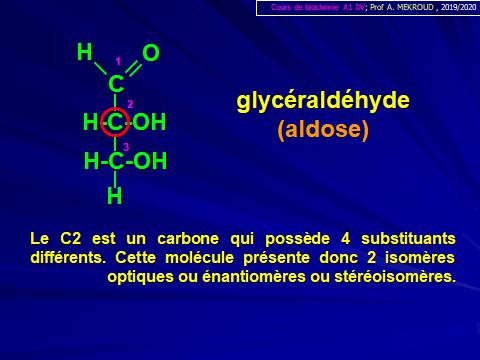 Cours de biochimie A1 DV; Prof A. MEKROUD , 2019/2020
H O
1
C
2
H-C-OH
3
H-C-OH
H
glycéraldéhyde
(aldose)
Le C2 est un carbone qui possède 4 substituants
différents. Cette molécule présente donc 2 isomères
optiques ou énantiomères ou stéréoisomères.